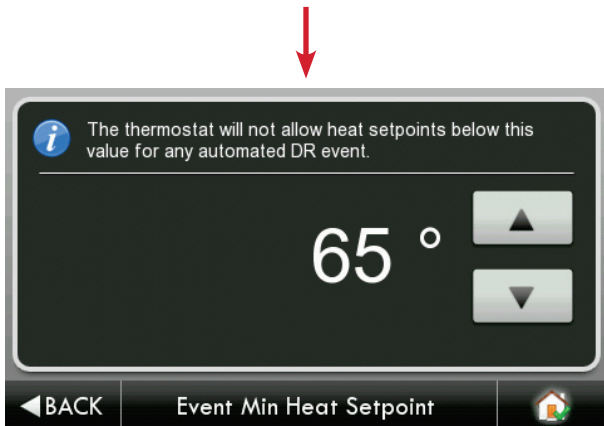 The thermostat will not allow heat setpoints below this
value for any automated DR event.
65 °
BACK
Event Min Heat Setpoint